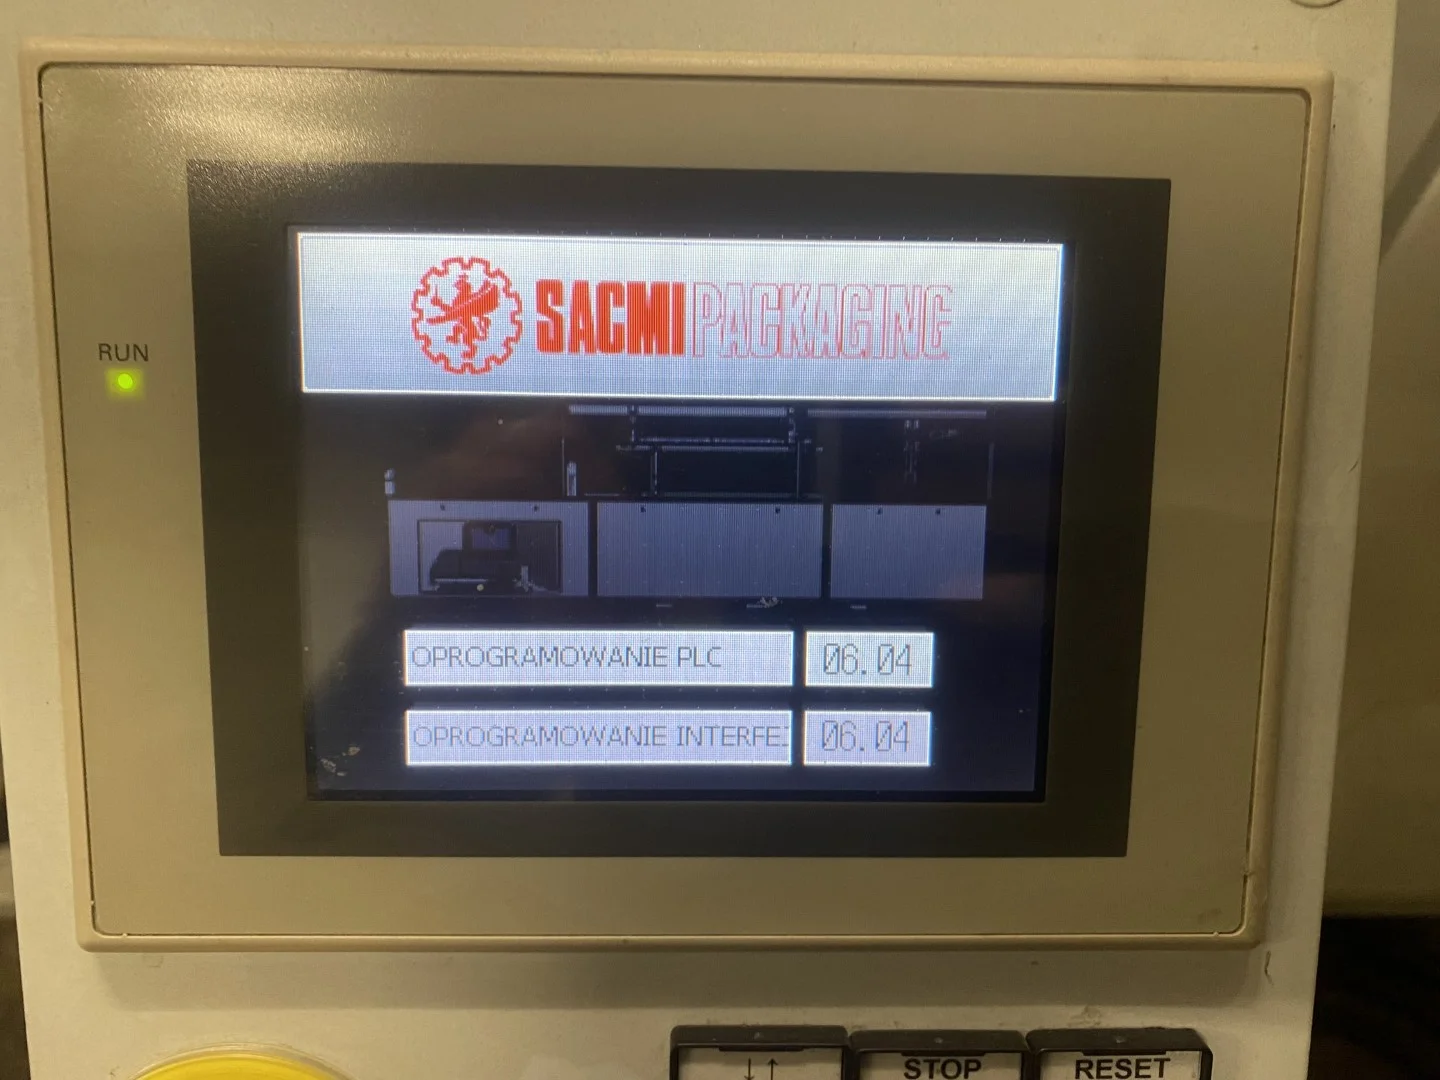 SACMI PACKAGING
RUN
OPROGRAMOWANIE PLC 06.04
OPROGRAMOWANIE INTERFE 06.04
↓↑ STOP RESET